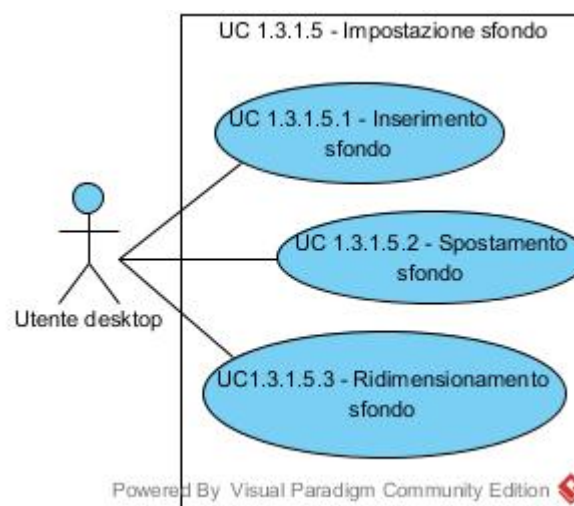 UC 1.3.1.5 - Impostazione sfondo
UC 1.3.1.5.1 - Inserimento
sfondo
UC 1.3.1.5.2 - Spostamento
sfondo
Utente desktop
UC1.3.1.5.3 - Ridimensionamento
sfondo
Powered By Visual Paradigm Community Edition